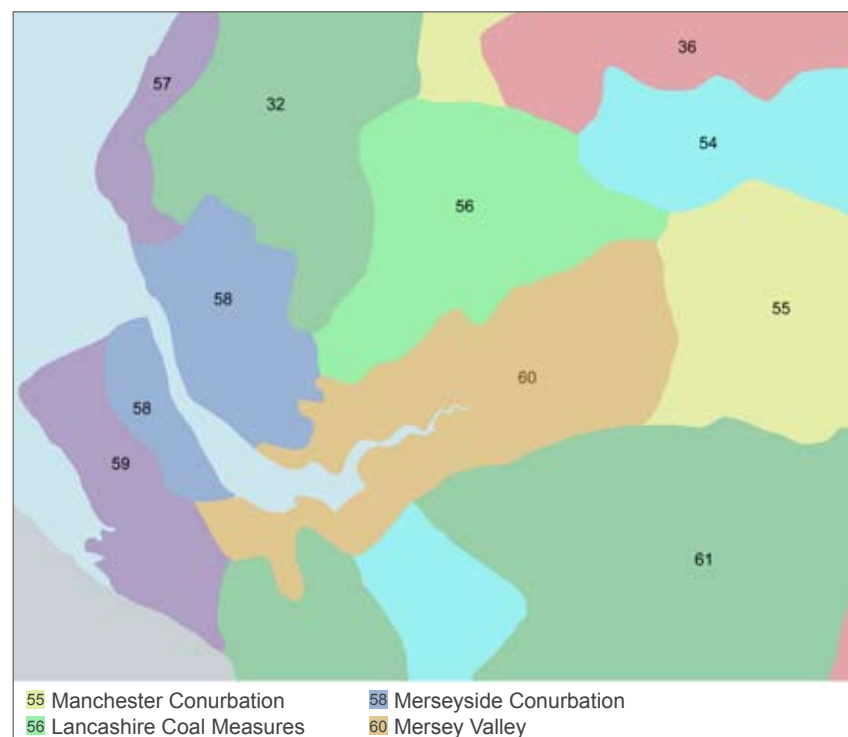 36
57
32
54
56
58
55
60
58
59
61
55 Manchester Conurbation
58 Merseyside Conurbation
56 Lancashire Coal Measures
60 Mersey Valley